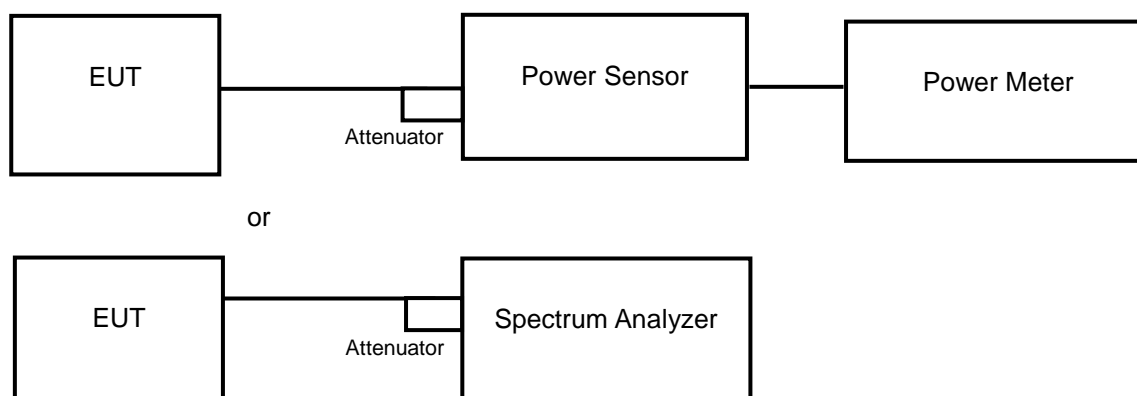 EUT
Power Sensor
Power Meter
Attenuator
or
EUT
Spectrum Analyzer
Attenuator